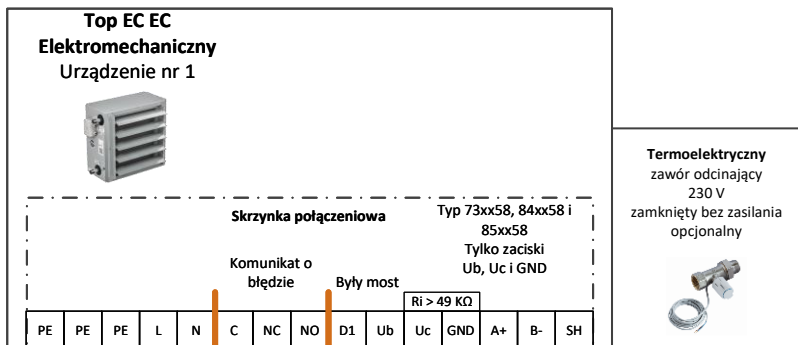 Top EC EC
Elektromechaniczny
Urządzenie nr 1
Termoelektryczny
zawór odcinający
230 V
zamknięty bez zasilania
opcjonalny
Skrzynka połączeniowa
Typ 73xx58, 84xx58 i
85xx58
Tylko zaciski
Ub, Uc i GND
Komunikat o
błędzie
Były most
Ri > 49 KΩ
PE PE PE L N C NC NO D1 Ub Uc GND A+ B- SH